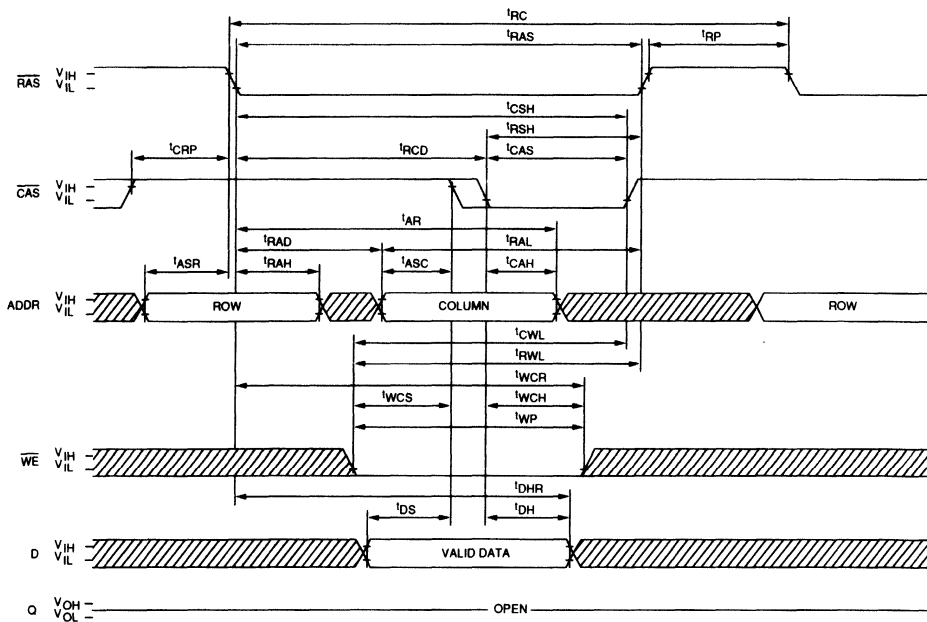 tRC
tRAS
tRP
RAS
VIH
VIL
tCSH
tRSH
tCRP
tRCD
tCAS
CAS
VIH
VIL
tAR
tRAD
tRAL
tASR
tRAH
tASC
tCAH
ADDR
VIH
VIL
ROW
COLUMN
ROW
tCWL
tRWL
tWCR
tWCS
tWCH
tWP
WE
VIH
VIL
tDHR
tDS
tDH
D
VIH
VIL
VALID DATA
Q
VOH
VOL
OPEN